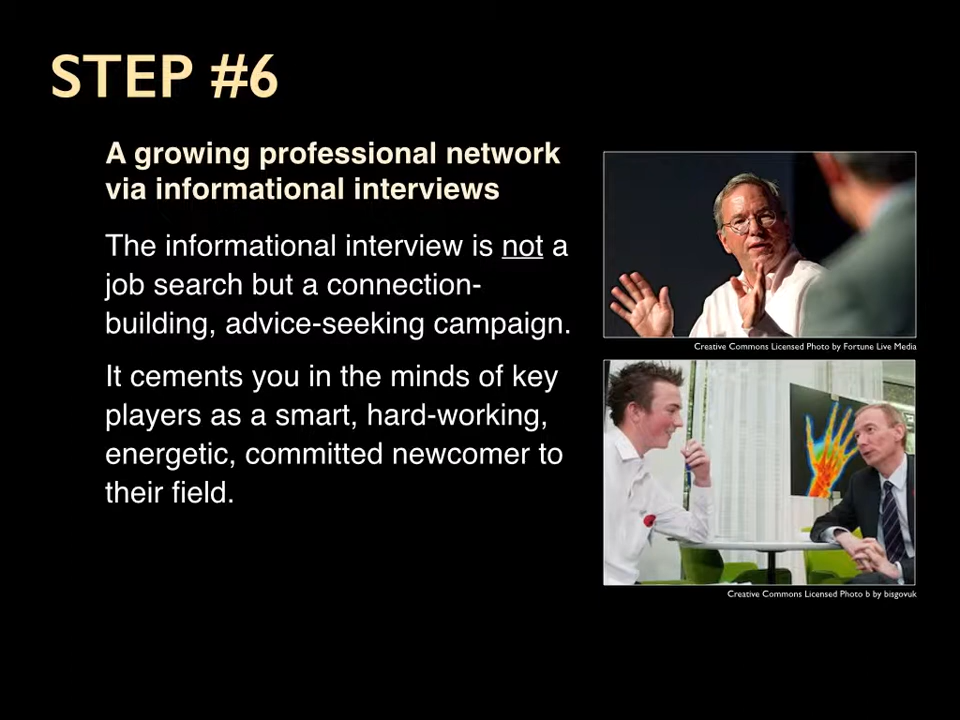 STEP #6
A growing professional network
via informational interviews
The informational interview is not a
job search but a connection-
building, advice-seeking campaign.
It cements you in the minds of key
players as a smart, hard-working,
energetic, committed newcomer to
their field.
Creative Commons Licensed Photo by Fortune Live Media
Creative Commons Licensed Photo b by bisgovuk